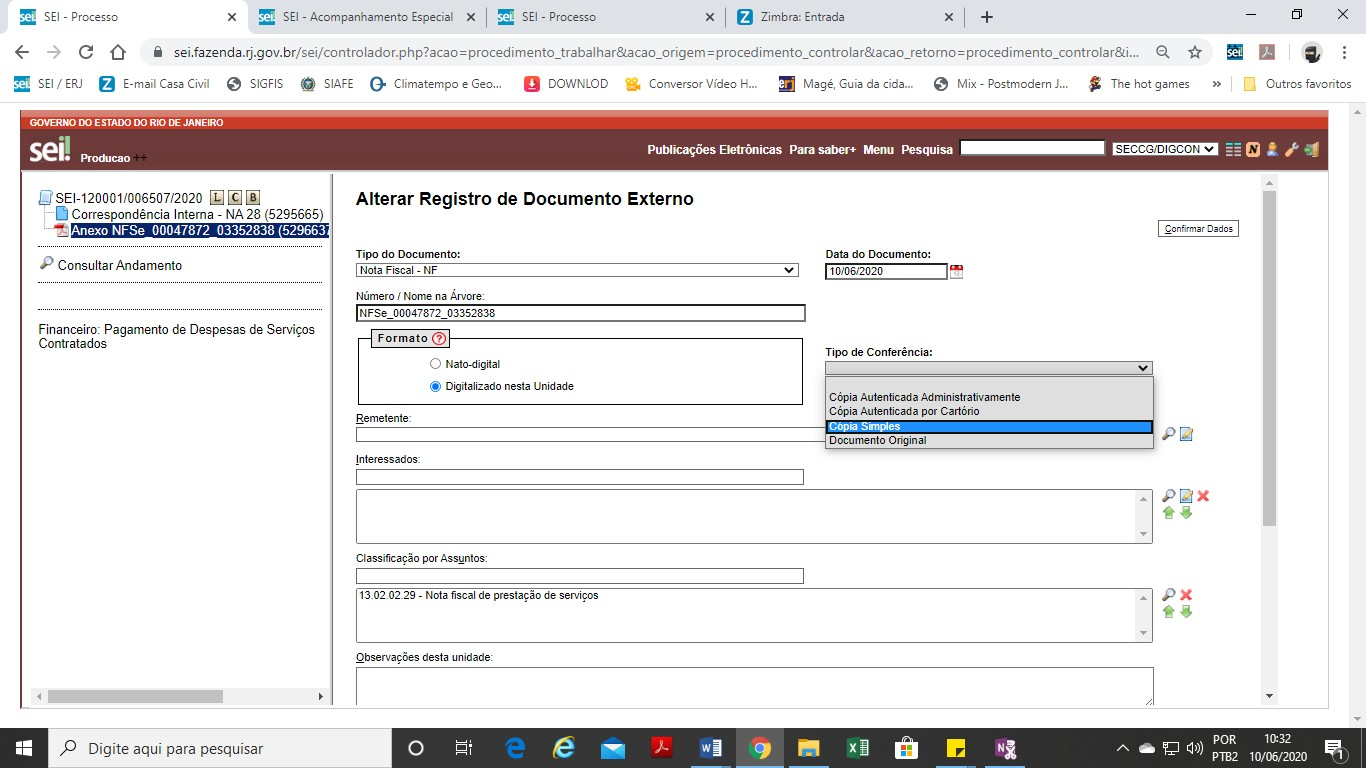 SEI - Processo
SEI - Acompanhamento Especial
SEI - Processo
Zimbra: Entrada
sei.fazenda.rj.gov.br/sei/controlador.php?acao=procedimento_trabalhar&acao_origem=procedimento_controlar&acao_retorno=procedimento_controlar&i...
SEI / ERJ
E-mail Casa Civil
SIGFIS
SIAFE
Climatempo e Geo...
DOWNLOD
Conversor Vídeo H...
Magé, Guia da cida...
Mix - Postmodern J...
The hot games
»
Outros favoritos
GOVERNO DO ESTADO DO RIO DE JANEIRO
sei! Producao ++
Publicações Eletrônicas Para saber+ Menu Pesquisa SECCG/DIGCON
SEI-120001/006507/2020 L C B
Correspondência Interna - NA 28 (5295665)
Anexo NFSe_00047872_03352838 (5296637
Consultar Andamento
Financeiro: Pagamento de Despesas de Serviços
Contratados
Alterar Registro de Documento Externo
Confirmar Dados
Tipo do Documento:
Nota Fiscal - NF
Data do Documento:
10/06/2020
Número / Nome na Árvore:
NFSe_00047872_03352838
Formato ?
Nato-digital
Digitalizado nesta Unidade
Tipo de Conferência:
Cópia Autenticada Administrativamente
Cópia Autenticada por Cartório
Cópia Simples
Documento Original
Remetente:
Interessados:
Classificação por Assuntos:
13.02.02.29 - Nota fiscal de prestação de serviços
Observações desta unidade:
Digite aqui para pesquisar
POR
PTB2
10:32
10/06/2020
1